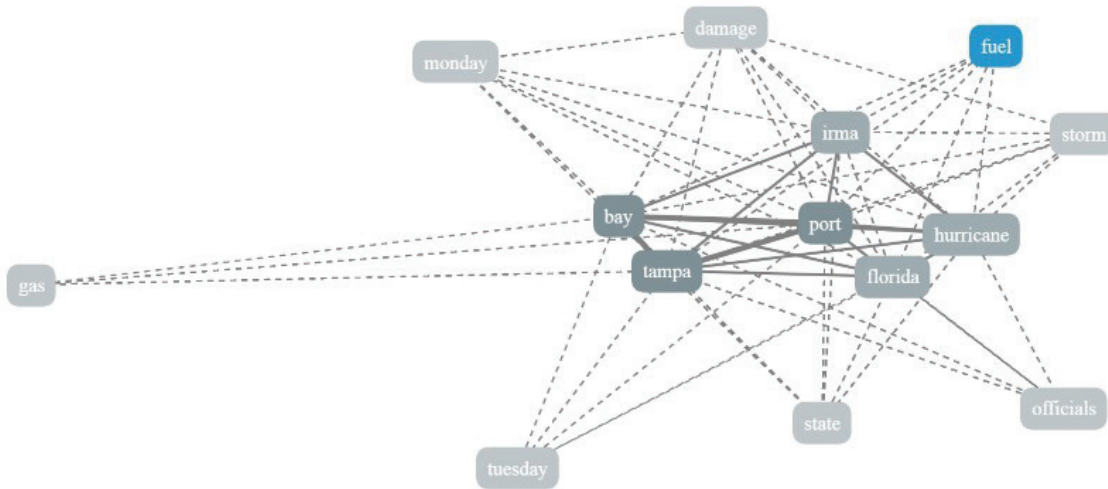 damage
fuel
monday
irma
storm
bay
port
hurricane
tampa
florida
gas
officials
state
tuesday